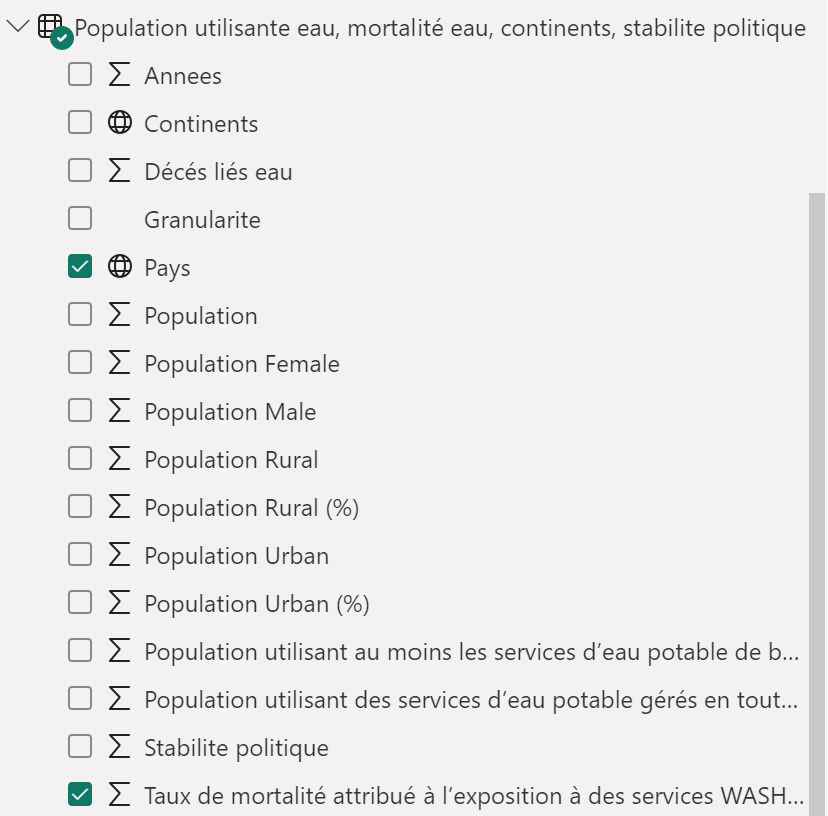 Population utilisante eau, mortalité eau, continents, stabilite politique
Annees
Continents
Décés liés eau
Granularite
Pays
Population
Population Female
Population Male
Population Rural
Population Rural (%)
Population Urban
Population Urban (%)
Population utilisant au moins les services d’eau potable de b...
Population utilisant des services d’eau potable gérés en tout...
Stabilite politique
Taux de mortalité attribué à l’exposition à des services WASH...